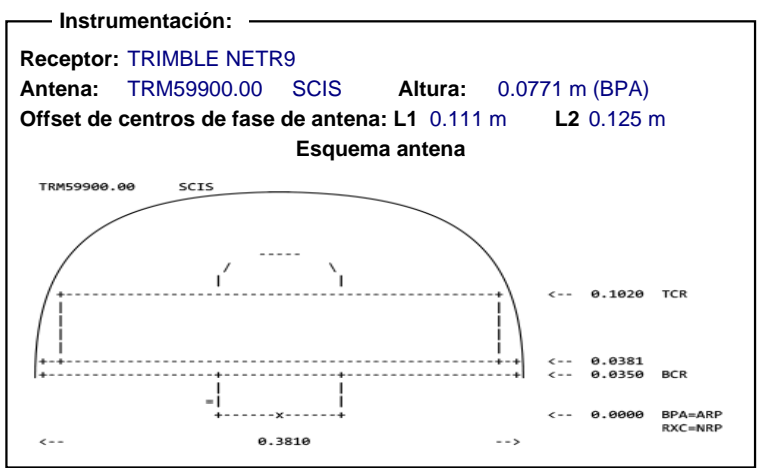 Instrumentación:
Receptor: TRIMBLE NETR9
Antena: TRM59900.00 SCIS Altura: 0.0771 m (BPA)
Offset de centros de fase de antena: L1 0.111 m L2 0.125 m
Esquema antena
TRM59900.00 SCIS
<-- 0.1020 TCR
<-- 0.0381
<-- 0.0350 BCR
<-- 0.0000 BPA=ARP
RXC=NRP
<-- 0.3810 -->